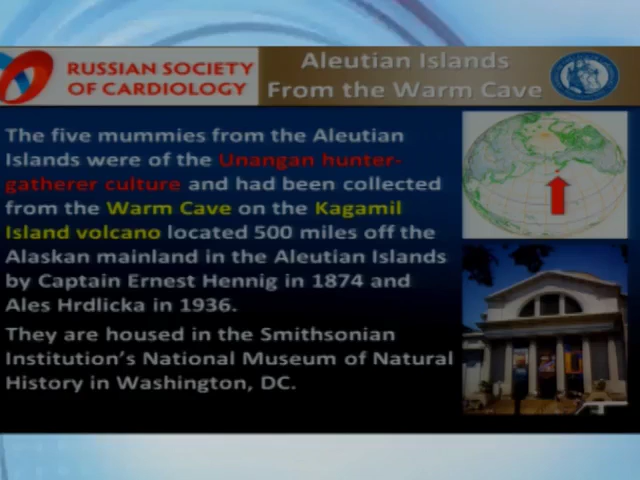 RUSSIAN SOCIETY
OF CARDIOLOGY
Aleutian Islands
From the Warm Cave
The five mummies from the Aleutian
Islands were of the Unangan hunter-
gatherer culture and had been collected
from the Warm Cave on the Kagamil
Island volcano located 500 miles off the
Alaskan mainland in the Aleutian Islands
by Captain Ernest Hennig in 1874 and
Ales Hrdlicka in 1936.
They are housed in the Smithsonian
Institution's National Museum of Natural
History in Washington, DC.